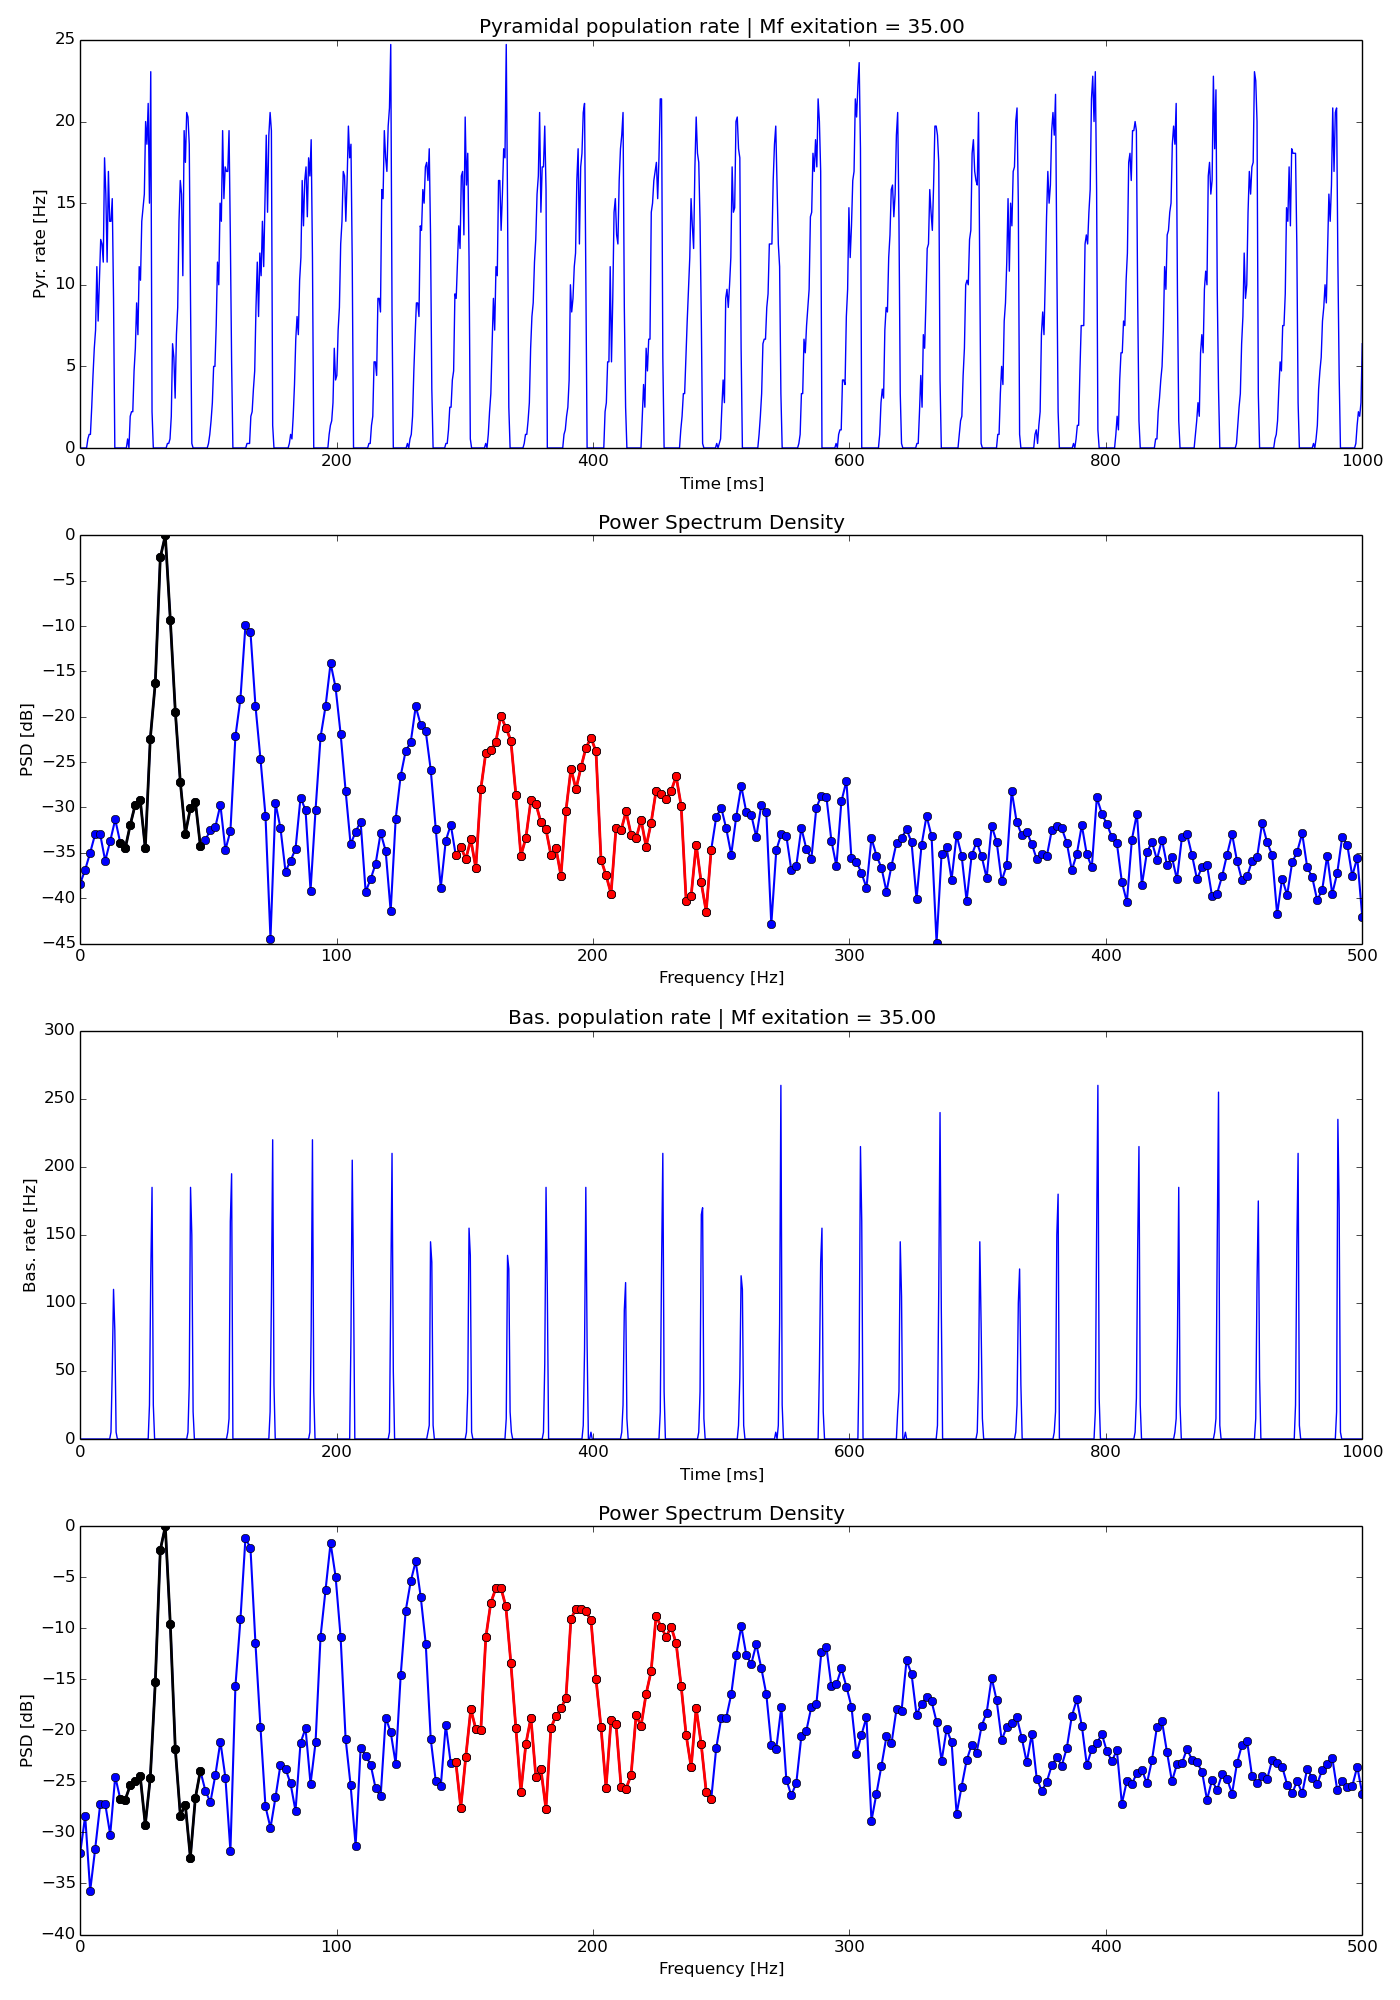 Pyramidal population rate | Mf exitation = 35.00
25
20
15
10
5
0
Pyr. rate [Hz]
0 200 400 600 800 1000
Time [ms]
Power Spectrum Density
0
−5
−10
−15
−20
−25
−30
−35
−40
−45
PSD [dB]
0 100 200 300 400 500
Frequency [Hz]
Bas. population rate | Mf exitation = 35.00
300
250
200
150
100
50
0
Bas. rate [Hz]
0 200 400 600 800 1000
Time [ms]
Power Spectrum Density
0
−5
−10
−15
−20
−25
−30
−35
−40
PSD [dB]
0 100 200 300 400 500
Frequency [Hz]